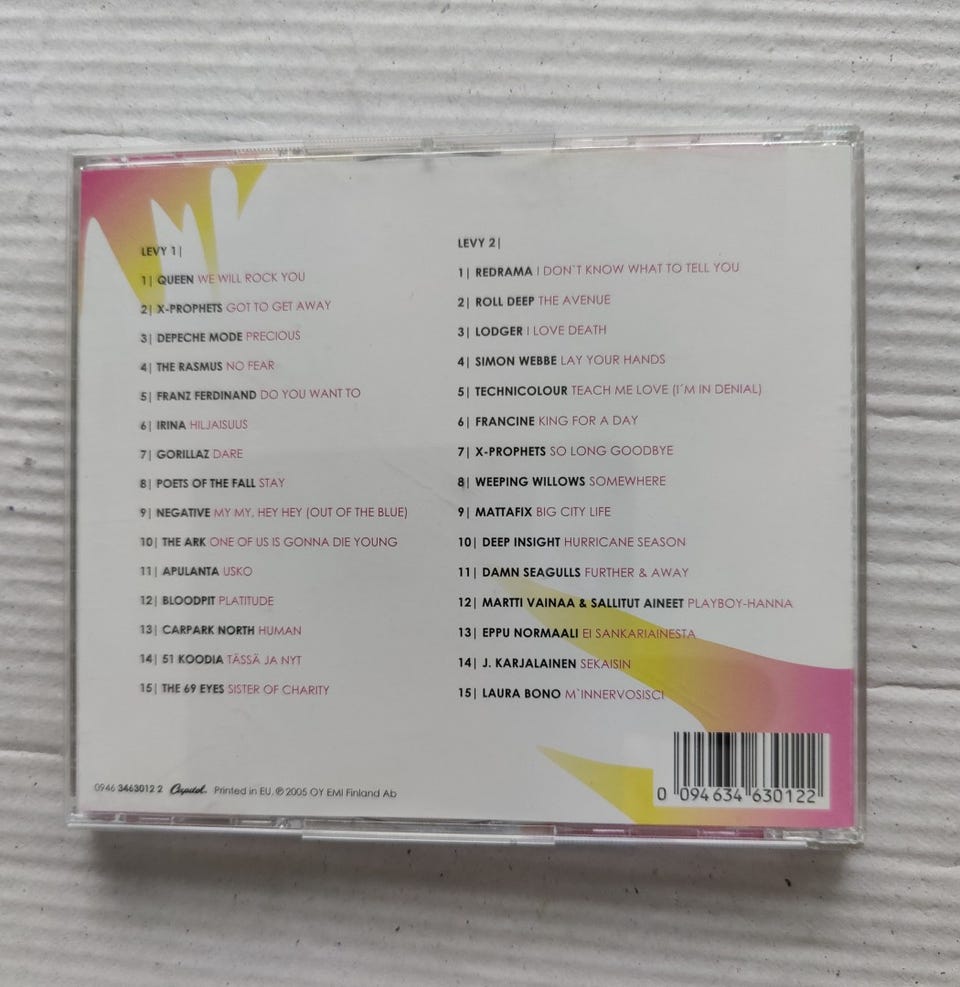 LEVY 1|
1| QUEEN WE WILL ROCK YOU
2| X-PROPHETS GOT TO GET AWAY
3| DEPECHE MODE PRECIOUS
4| THE RASMUS NO FEAR
5| FRANZ FERDINAND DO YOU WANT TO
6| IRINA HILJAISUUS
7| GORILLAZ DARE
8| POETS OF THE FALL STAY
9| NEGATIVE MY MY, HEY HEY (OUT OF THE BLUE)
10| THE ARK ONE OF US IS GONNA DIE YOUNG
11| APULANTA USKO
12| BLOODPIT PLATITUDE
13| CARPARK NORTH HUMAN
14| 51 KOODIA TÄSSÄ JA NYT
15| THE 69 EYES SISTER OF CHARITY
LEVY 2|
1| REDRAMA I DON`T KNOW WHAT TO TELL YOU
2| ROLL DEEP THE AVENUE
3| LODGER I LOVE DEATH
4| SIMON WEBBE LAY YOUR HANDS
5| TECHNICOLOUR TEACH ME LOVE (I´M IN DENIAL)
6| FRANCINE KING FOR A DAY
7| X-PROPHETS SO LONG GOODBYE
8| WEEPING WILLOWS SOMEWHERE
9| MATTAFIX BIG CITY LIFE
10| DEEP INSIGHT HURRICANE SEASON
11| DAMN SEAGULLS FURTHER & AWAY
12| MARTTI VAINAA & SALLITUT AINEET PLAYBOY-HANNA
13| EPPU NORMAALI EI SANKARIAINESTA
14| J. KARJALAINEN SEKAISIN
15| LAURA BONO M`INNERVOSISCI
0946 3463012 2 Capitol. Printed in EU. ℗ 2005 OY EMI Finland Ab
0 094634 630122